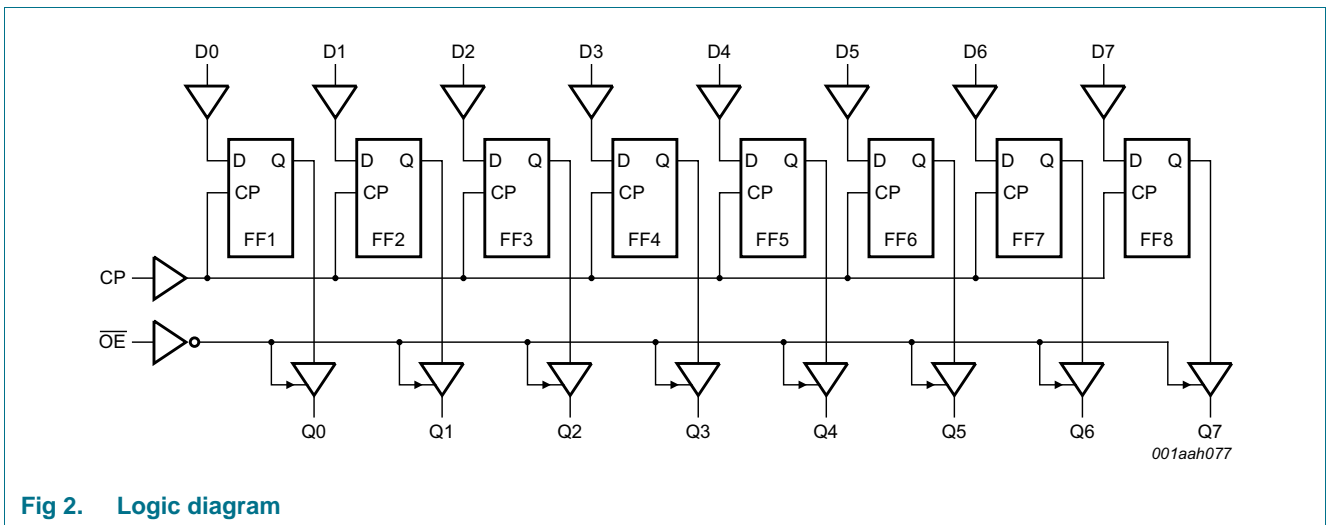 D0 D1 D2 D3 D4 D5 D6 D7
D Q D Q D Q D Q D Q D Q D Q D Q
CP CP CP CP CP CP CP CP
FF1 FF2 FF3 FF4 FF5 FF6 FF7 FF8
CP
O̅E̅
Q0 Q1 Q2 Q3 Q4 Q5 Q6 Q7
001aah077
Fig 2. Logic diagram